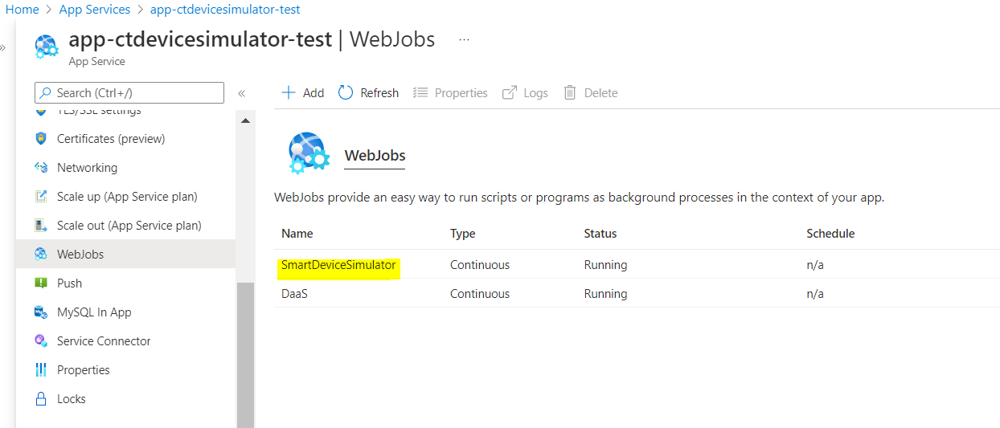 Home > App Services > app-ctdevicesimulator-test
app-ctdevicesimulator-test | WebJobs ...
App Service
Search (Ctrl+/)
«
Add Refresh Properties Logs Delete
TLS/SSL settings
Certificates (preview)
Networking
Scale up (App Service plan)
Scale out (App Service plan)
WebJobs
Push
MySQL In App
Service Connector
Properties
Locks
WebJobs
WebJobs provide an easy way to run scripts or programs as background processes in the context of your app.
Name Type Status Schedule
SmartDeviceSimulator Continuous Running n/a
DaaS Continuous Running n/a